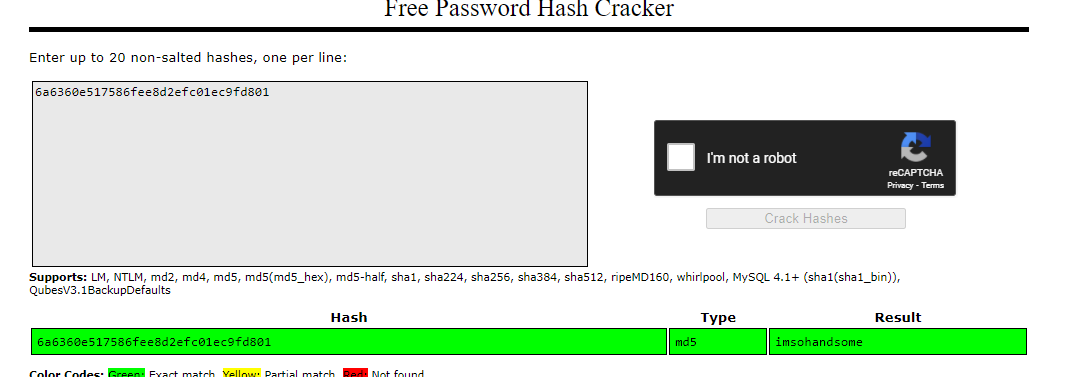 Free Password Hash Cracker
Enter up to 20 non-salted hashes, one per line:
6a6360e517586fee8d2efc01ec9fd801
I'm not a robot
reCAPTCHA
Privacy - Terms
Crack Hashes
Supports: LM, NTLM, md2, md4, md5, md5(md5_hex), md5-half, sha1, sha224, sha256, sha384, sha512, ripeMD160, whirlpool, MySQL 4.1+ (sha1(sha1_bin)),
QubesV3.1BackupDefaults
Hash Type Result
6a6360e517586fee8d2efc01ec9fd801 md5 imsohandsome
Color Codes: Green: Exact match, Yellow: Partial match, Red: Not found.